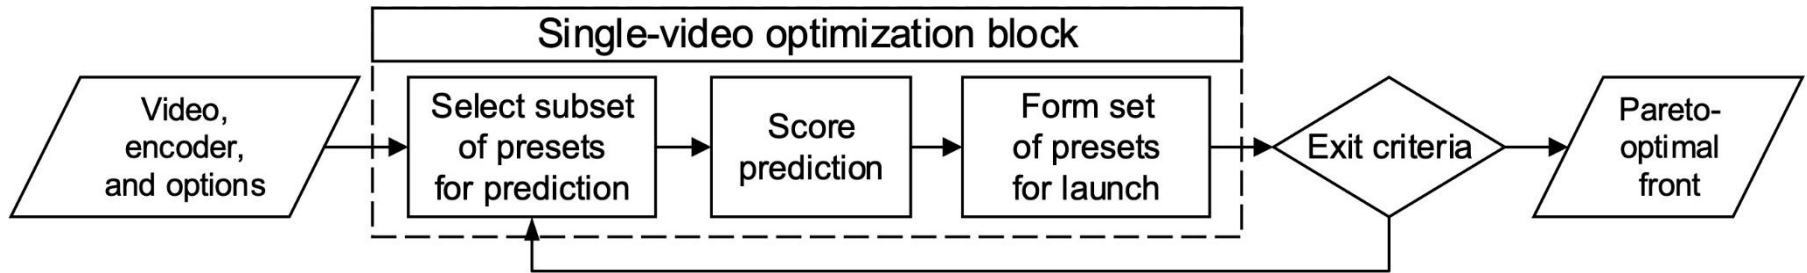 Single-video optimization block
Video,
encoder,
and options
Select subset
of presets
for prediction
Score
prediction
Form set
of presets
for launch
Exit criteria
Pareto-
optimal
front